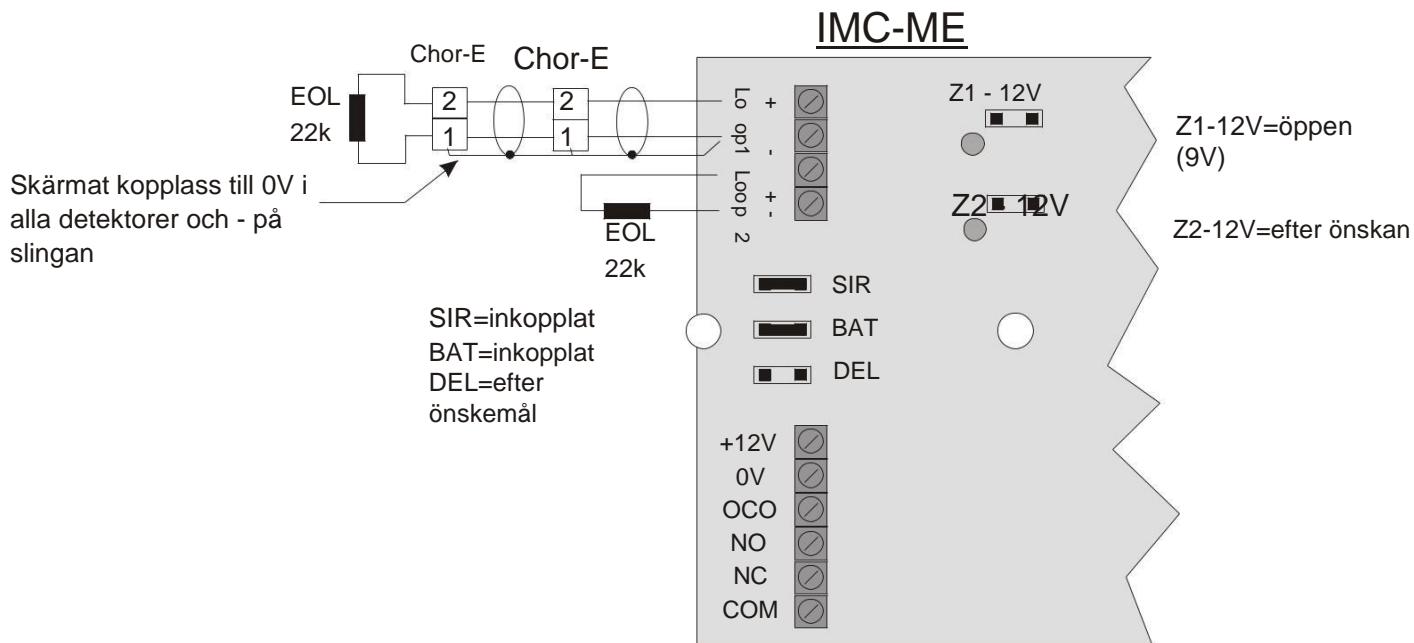 IMC-ME
Chor-E
Chor-E
EOL
22k
2
1
2
1
Lo
op1
+
-
Loop
2
+
-
Z1 - 12V
Z2 - 12V
Z1-12V=öppen
(9V)
Z2-12V=efter önskan
Skärmat kopplass till 0V i
alla detektorer och - på
slingan
EOL
22k
SIR=inkopplat
BAT=inkopplat
DEL=efter
önskemål
SIR
BAT
DEL
+12V
0V
OCO
NO
NC
COM